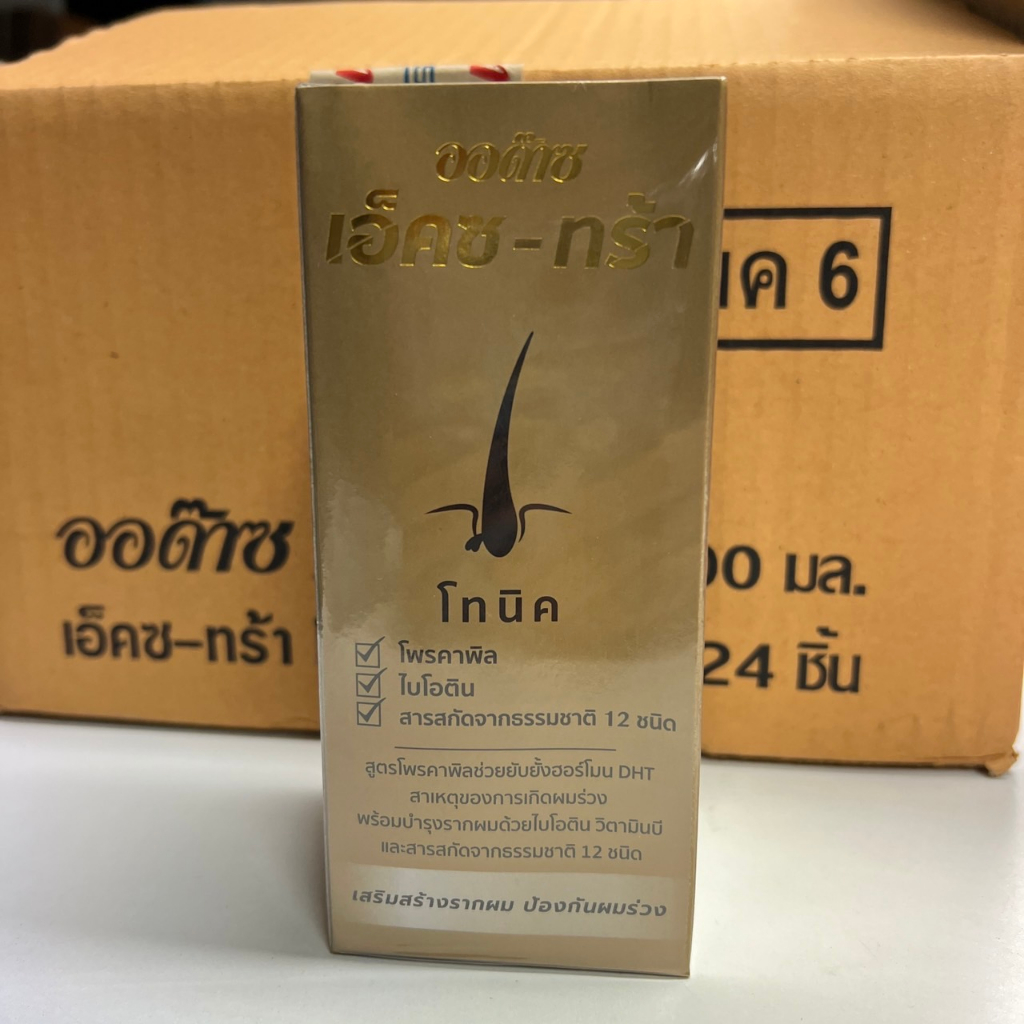 ออด๊าซ
เอ็คซ-ทร้า
โทนิค
โพรคาพิล
ไบโอติน
สารสกัดจากธรรมชาติ 12 ชนิด
สูตรโพรคาพิลช่วยยับยั้งฮอร์โมน DHT
สาเหตุของการเกิดผมร่วง
พร้อมบำรุงรากผมด้วยไบโอติน วิตามินบี
และสารสกัดจากธรรมชาติ 12 ชนิด
เสริมสร้างรากผม ป้องกันผมร่วง
6
ออด๊าซ
มล.
เอ็คซ-ทร้า
24 ชิ้น